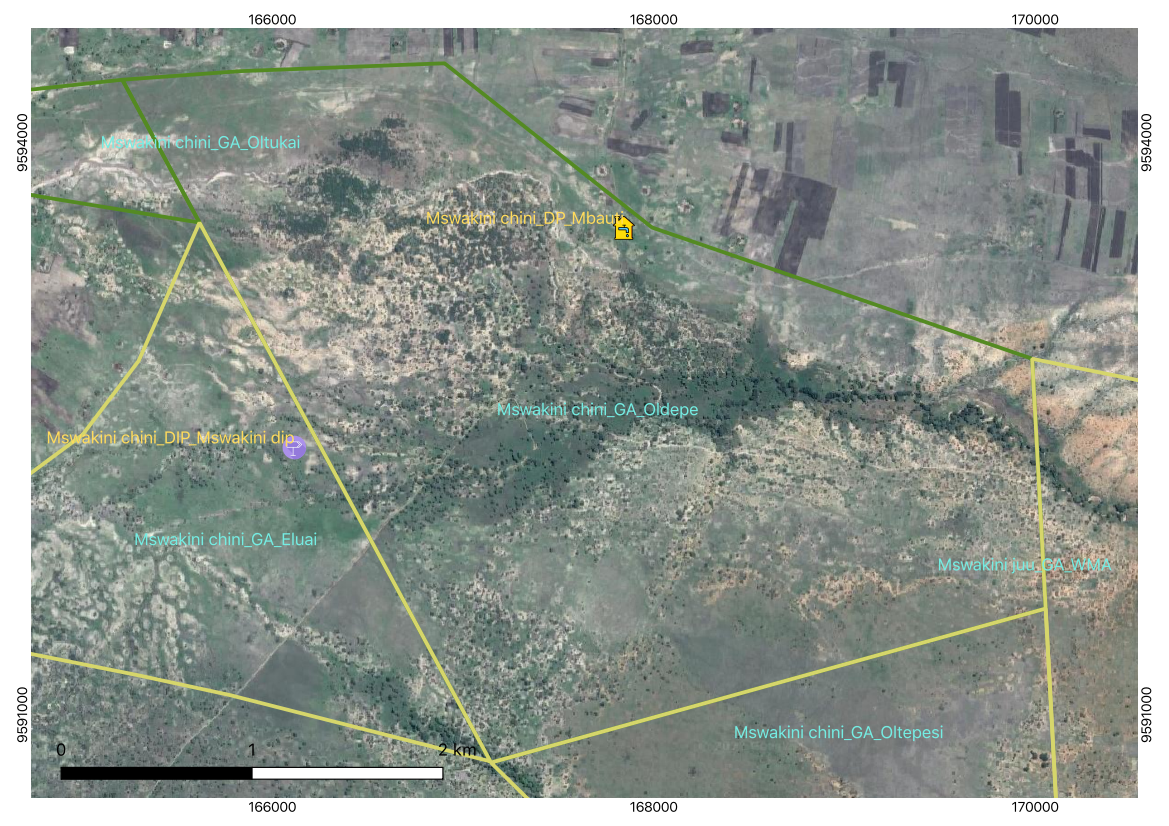 166000
168000
170000
9594000
9594000
Mswakini chini_GA_Oltukai
Mswakini chini_DP_Mbaut
Mswakini chini_GA_Oldepe
Mswakini chini_DIP_Mswakini dip
Mswakini chini_GA_Eluai
Mswakini juu_GA_WMA
9591000
9591000
Mswakini chini_GA_Oltepesi
0
1
2 km
166000
168000
170000